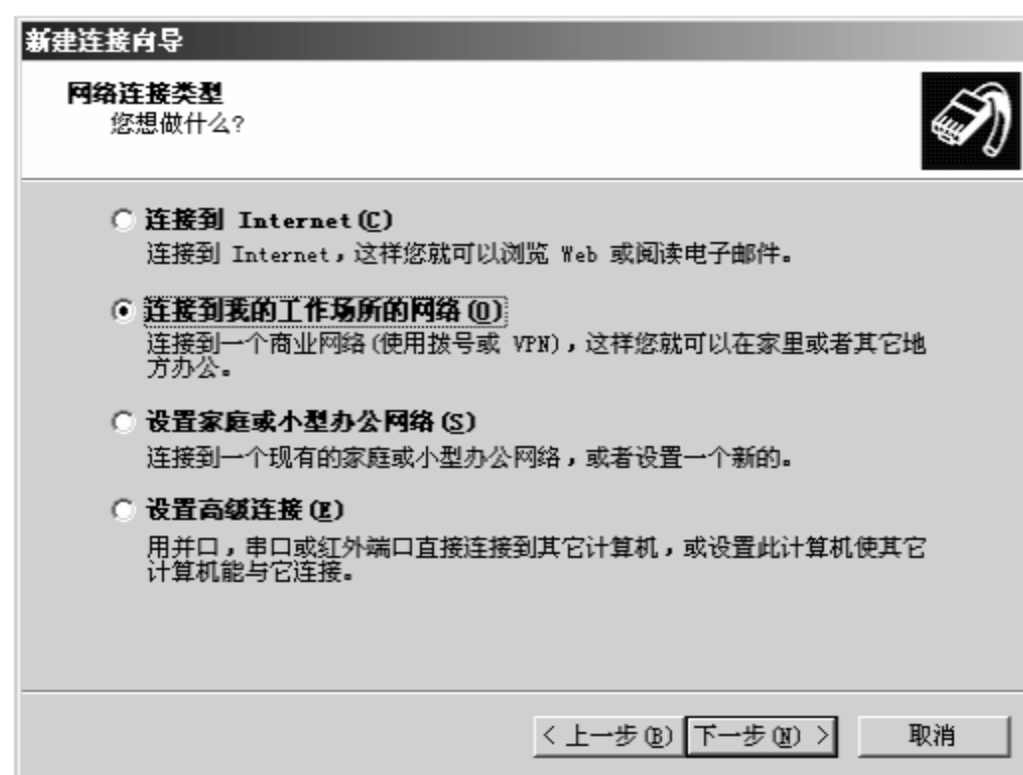 新建连接向导
网络连接类型
您想做什么?
连接到 Internet(C)
连接到 Internet，这样您就可以浏览 Web 或阅读电子邮件。
连接到我的工作场所的网络(O)
连接到一个商业网络(使用拨号或 VPN)，这样您就可以在家里或者其它地
方办公。
设置家庭或小型办公网络(S)
连接到一个现有的家庭或小型办公网络，或者设置一个新的。
设置高级连接(E)
用并口，串口或红外端口直接连接到其它计算机，或设置此计算机使其它
计算机能与它连接。
< 上一步(B) 下一步(N) > 取消